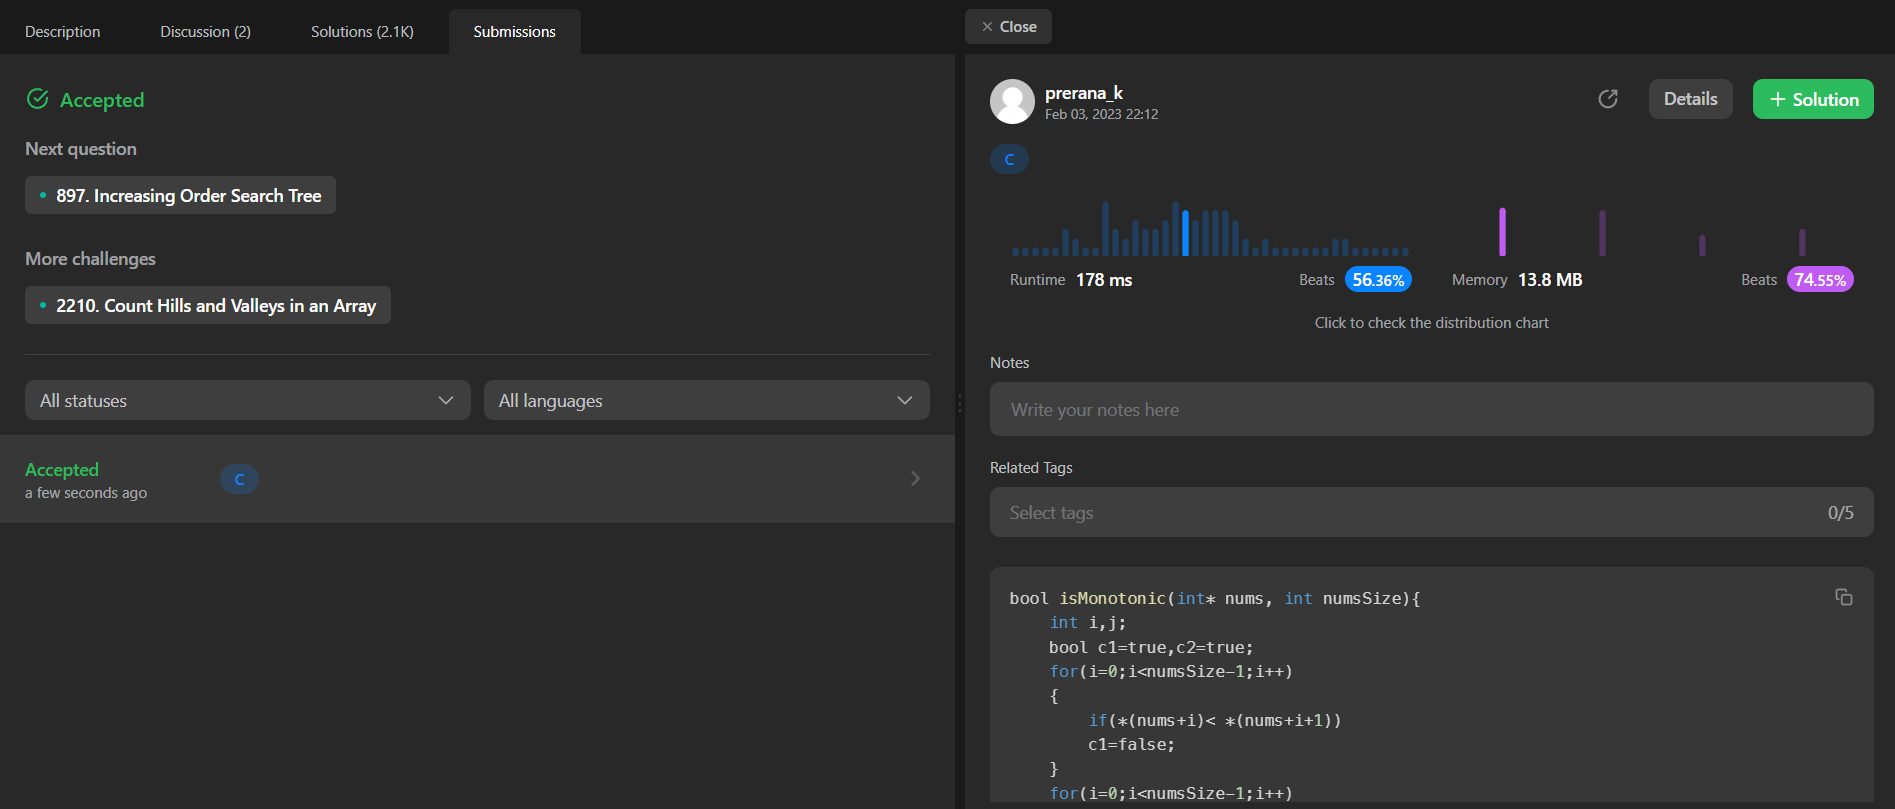 Description Discussion (2) Solutions (2.1K) Submissions
Accepted
Next question
897. Increasing Order Search Tree
More challenges
2210. Count Hills and Valleys in an Array
All statuses All languages
Accepted
a few seconds ago
C
Close
prerana_k
Feb 03, 2023 22:12
Details + Solution
C
Runtime 178 ms Beats 56.36% Memory 13.8 MB Beats 74.55%
Click to check the distribution chart
Notes
Write your notes here
Related Tags
Select tags 0/5
bool isMonotonic(int* nums, int numsSize){
    int i,j;
    bool c1=true,c2=true;
    for(i=0;i<numsSize-1;i++)
    {
        if(*(nums+i)< *(nums+i+1))
        c1=false;
    }
    for(i=0;i<numsSize-1;i++)